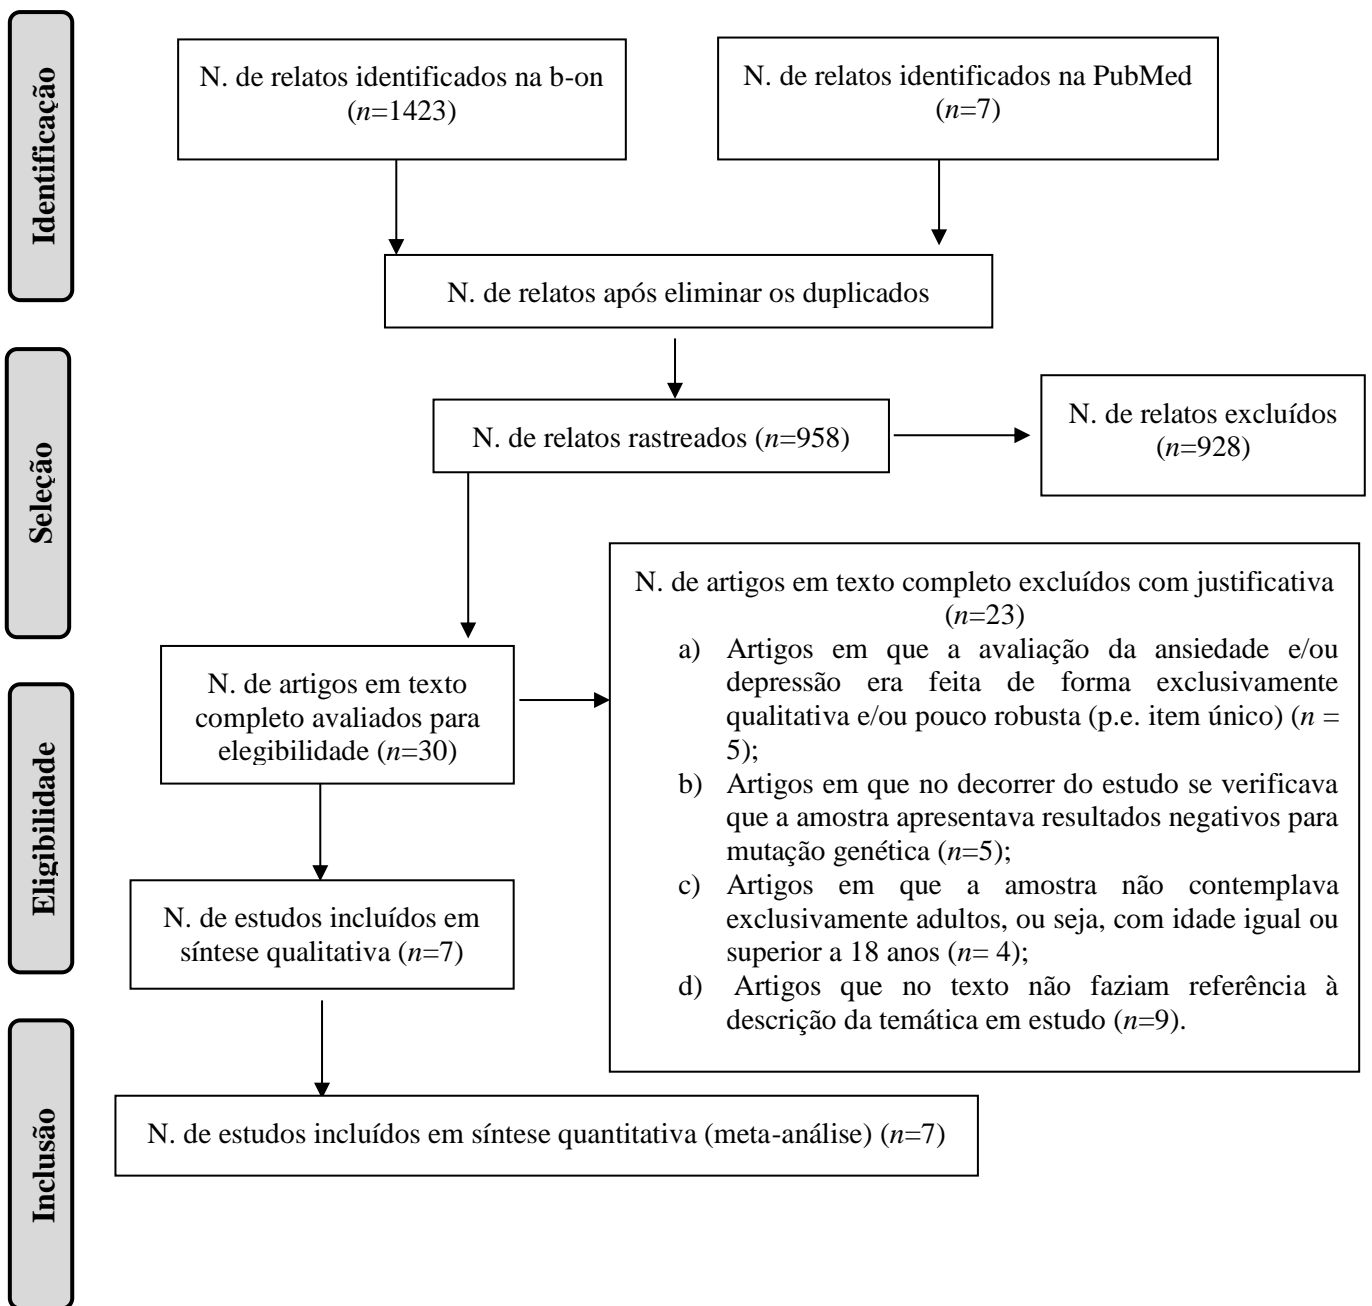 Identificação
N. de relatos identificados na b-on
(n=1423)
N. de relatos identificados na PubMed
(n=7)
N. de relatos após eliminar os duplicados
Seleção
N. de relatos rastreados (n=958)
N. de relatos excluídos
(n=928)
Eligibilidade
N. de artigos em texto
completo avaliados para
elegibilidade (n=30)
N. de artigos em texto completo excluídos com justificativa
(n=23)
a) Artigos em que a avaliação da ansiedade e/ou
depressão era feita de forma exclusivamente
qualitativa e/ou pouco robusta (p.e. item único) (n =
5);
b) Artigos em que no decorrer do estudo se verificava
que a amostra apresentava resultados negativos para
mutação genética (n=5);
c) Artigos em que a amostra não contemplava
exclusivamente adultos, ou seja, com idade igual ou
superior a 18 anos (n= 4);
d) Artigos que no texto não faziam referência à
descrição da temática em estudo (n=9).
N. de estudos incluídos em
síntese qualitativa (n=7)
Inclusão
N. de estudos incluídos em síntese quantitativa (meta-análise) (n=7)